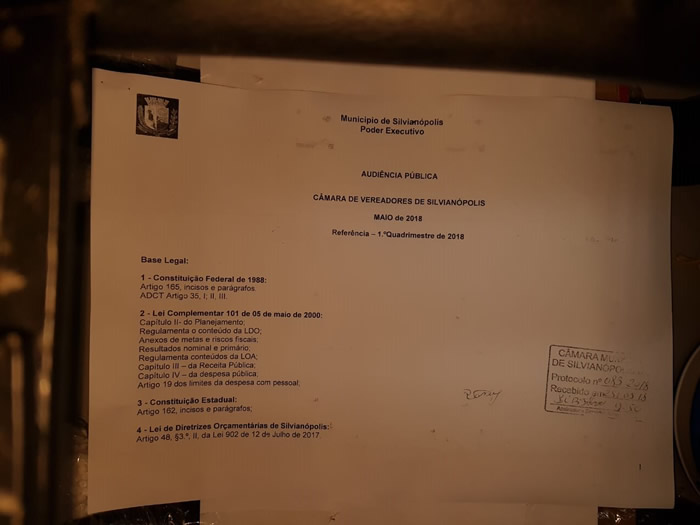 Município de Silvianópolis
Poder Executivo
AUDIÊNCIA PÚBLICA
CÂMARA DE VEREADORES DE SILVIANÓPOLIS
MAIO de 2018
Referência – 1.ºQuadrimestre de 2018
Base Legal:
1 - Constituição Federal de 1988:
Artigo 165, incisos e parágrafos.
ADCT Artigo 35, I; II, III.
2 - Lei Complementar 101 de 05 de maio de 2000:
Capítulo II- do Planejamento;
Regulamenta o conteúdo da LDO;
Anexos de metas e riscos fiscais;
Resultados nominal e primário;
Regulamenta conteúdos da LOA;
Capítulo III – da Receita Pública;
Capítulo IV – da despesa pública;
Artigo 19 dos limites da despesa com pessoal;
3 - Constituição Estadual:
Artigo 162, incisos e parágrafos;
4 - Lei de Diretrizes Orçamentárias de Silvianópolis:
Artigo 48, §3.º, II, da Lei 902 de 12 de Julho de 2017.
CÂMARA
DE
Protocolo nº
Recebido